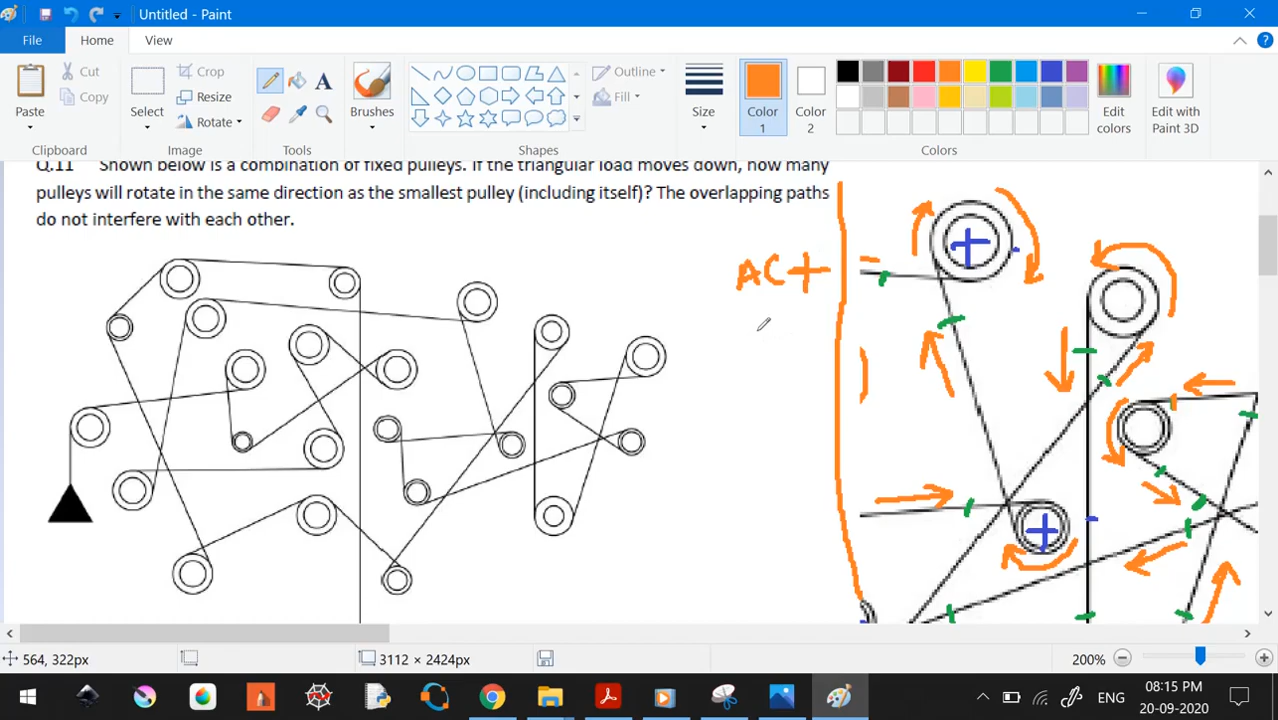 Untitled - Paint
File
Home
View
Paste
Cut
Copy
Clipboard
Select
Crop
Resize
Rotate
Image
A
Tools
Brushes
Outline
Fill
Shapes
Size
Color 1
Color 2
Edit colors
Colors
Edit with Paint 3D
Q.11 Shown below is a combination of fixed pulleys. If the triangular load moves down, how many
pulleys will rotate in the same direction as the smallest pulley (including itself)? The overlapping paths
do not interfere with each other.
AC+
+
+
564, 322px
3112 × 2424px
200%
ENG
08:15 PM
20-09-2020